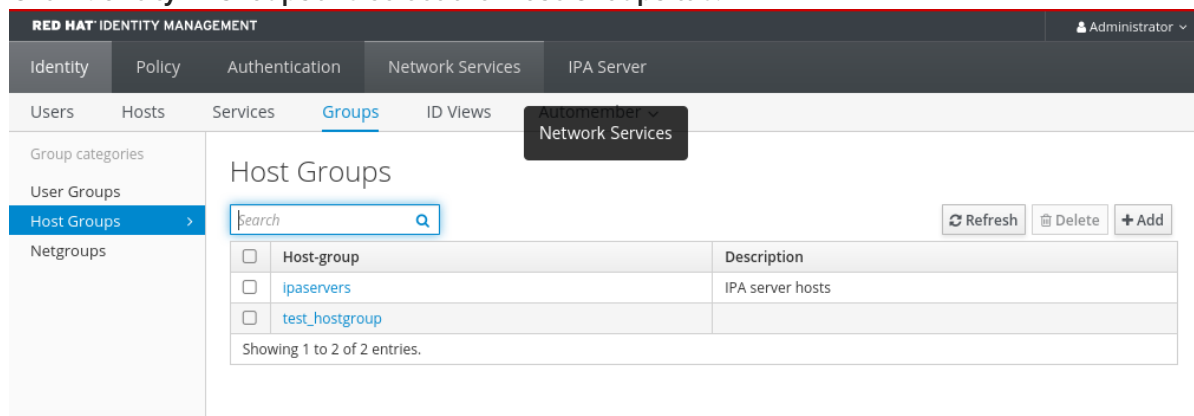 RED HAT IDENTITY MANAGEMENT
Administrator
Identity Policy Authentication Network Services IPA Server
Users Hosts Services Groups ID Views Automember
Network Services
Group categories
User Groups
Host Groups
Netgroups
Host Groups
Search
Refresh Delete Add
Host-group Description
ipaservers IPA server hosts
test_hostgroup
Showing 1 to 2 of 2 entries.